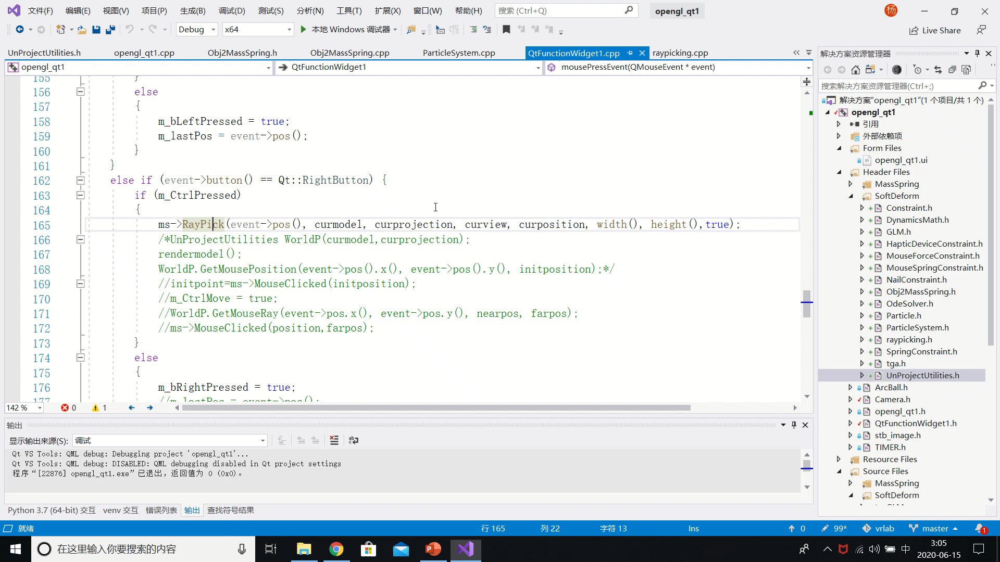 文件(F) 编辑(E) 视图(V) 项目(P) 生成(B) 调试(D) 测试(S) 分析(N) 工具(T) 扩展(X) 窗口(W) 帮助(H) 搜索 (Ctrl+Q) opengl_qt1 杨
Debug x64 本地 Windows 调试器 Live Share
UnProjectUtilities.h opengl_qt1.cpp Obj2MassSpring.h Obj2MassSpring.cpp ParticleSystem.cpp QtFunctionWidget1.cpp raypicking.cpp
opengl_qt1 QtFunctionWidget1 mousePressEvent(QMouseEvent * event)
155 }
156 else
157 {
158 m_bLeftPressed = true;
159 m_lastPos = event->pos();
160 }
161 }
162 else if (event->button() == Qt::RightButton) {
163 if (m_CtrlPressed)
164 {
165 ms->RayPick(event->pos(), curmodel, curprojection, curview, curposition, width(), height(),true);
166 /*UnProjectUtilities WorldP(curmodel,curprojection);
167 rendermodel();
168 WorldP.GetMousePosition(event->pos().x(), event->pos().y(), initposition);*/
169 //initpoint=ms->MouseClicked(initposition);
170 //m_CtrlMove = true;
171 //WorldP.GetMouseRay(event->pos.x(), event->pos.y(), nearpos, farpos);
172 //ms->MouseClicked(position,farpos);
173 }
174 else
175 {
176 m_bRightPressed = true;
177 //m_lastPos = event->pos();
142 % 0 1
输出
显示输出来源(S): 调试
Qt VS Tools: QML debug: Debugging project 'opengl_qt1'...
Qt VS Tools: QML debug: DISABLED: QML debugging disabled in Qt project settings
程序“[22876] opengl_qt1.exe”已退出，返回值为 0 (0x0)。
Python 3.7 (64-bit) 交互 venv 交互 错误列表 输出 查找符号结果
解决方案资源管理器
搜索解决方案资源管理器(Ctrl+;)
解决方案"opengl_qt1"(1 个项目/共 1 个)
opengl_qt1
引用
外部依赖项
Form Files
opengl_qt1.ui
Header Files
MassSpring
SoftDeform
Constraint.h
DynamicsMath.h
GLM.h
HapticDeviceConstraint.h
MouseForceConstraint.h
MouseSpringConstraint.h
NailConstraint.h
Obj2MassSpring.h
OdeSolver.h
Particle.h
ParticleSystem.h
raypicking.h
SpringConstraint.h
tga.h
UnProjectUtilities.h
ArcBall.h
Camera.h
opengl_qt1.h
QtFunctionWidget1.h
stb_image.h
TIMER.h
Resource Files
Source Files
MassSpring
SoftDeform
就绪 行 165 列 22 字符 13 Ins 0 99* vrlab master 1
在这里输入你要搜索的内容 中 3:05
2020-06-15